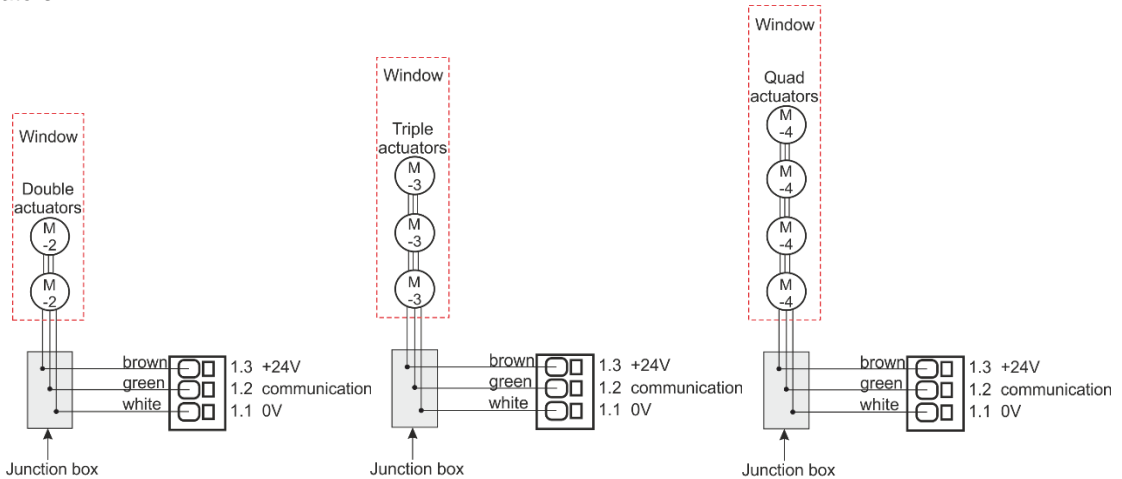 Window
Double
actuators
M
-2
M
-2
brown
green
white
1.3 +24V
1.2 communication
1.1 0V
Junction box
Window
Triple
actuators
M
-3
M
-3
M
-3
brown
green
white
1.3 +24V
1.2 communication
1.1 0V
Junction box
Window
Quad
actuators
M
-4
M
-4
M
-4
M
-4
brown
green
white
1.3 +24V
1.2 communication
1.1 0V
Junction box